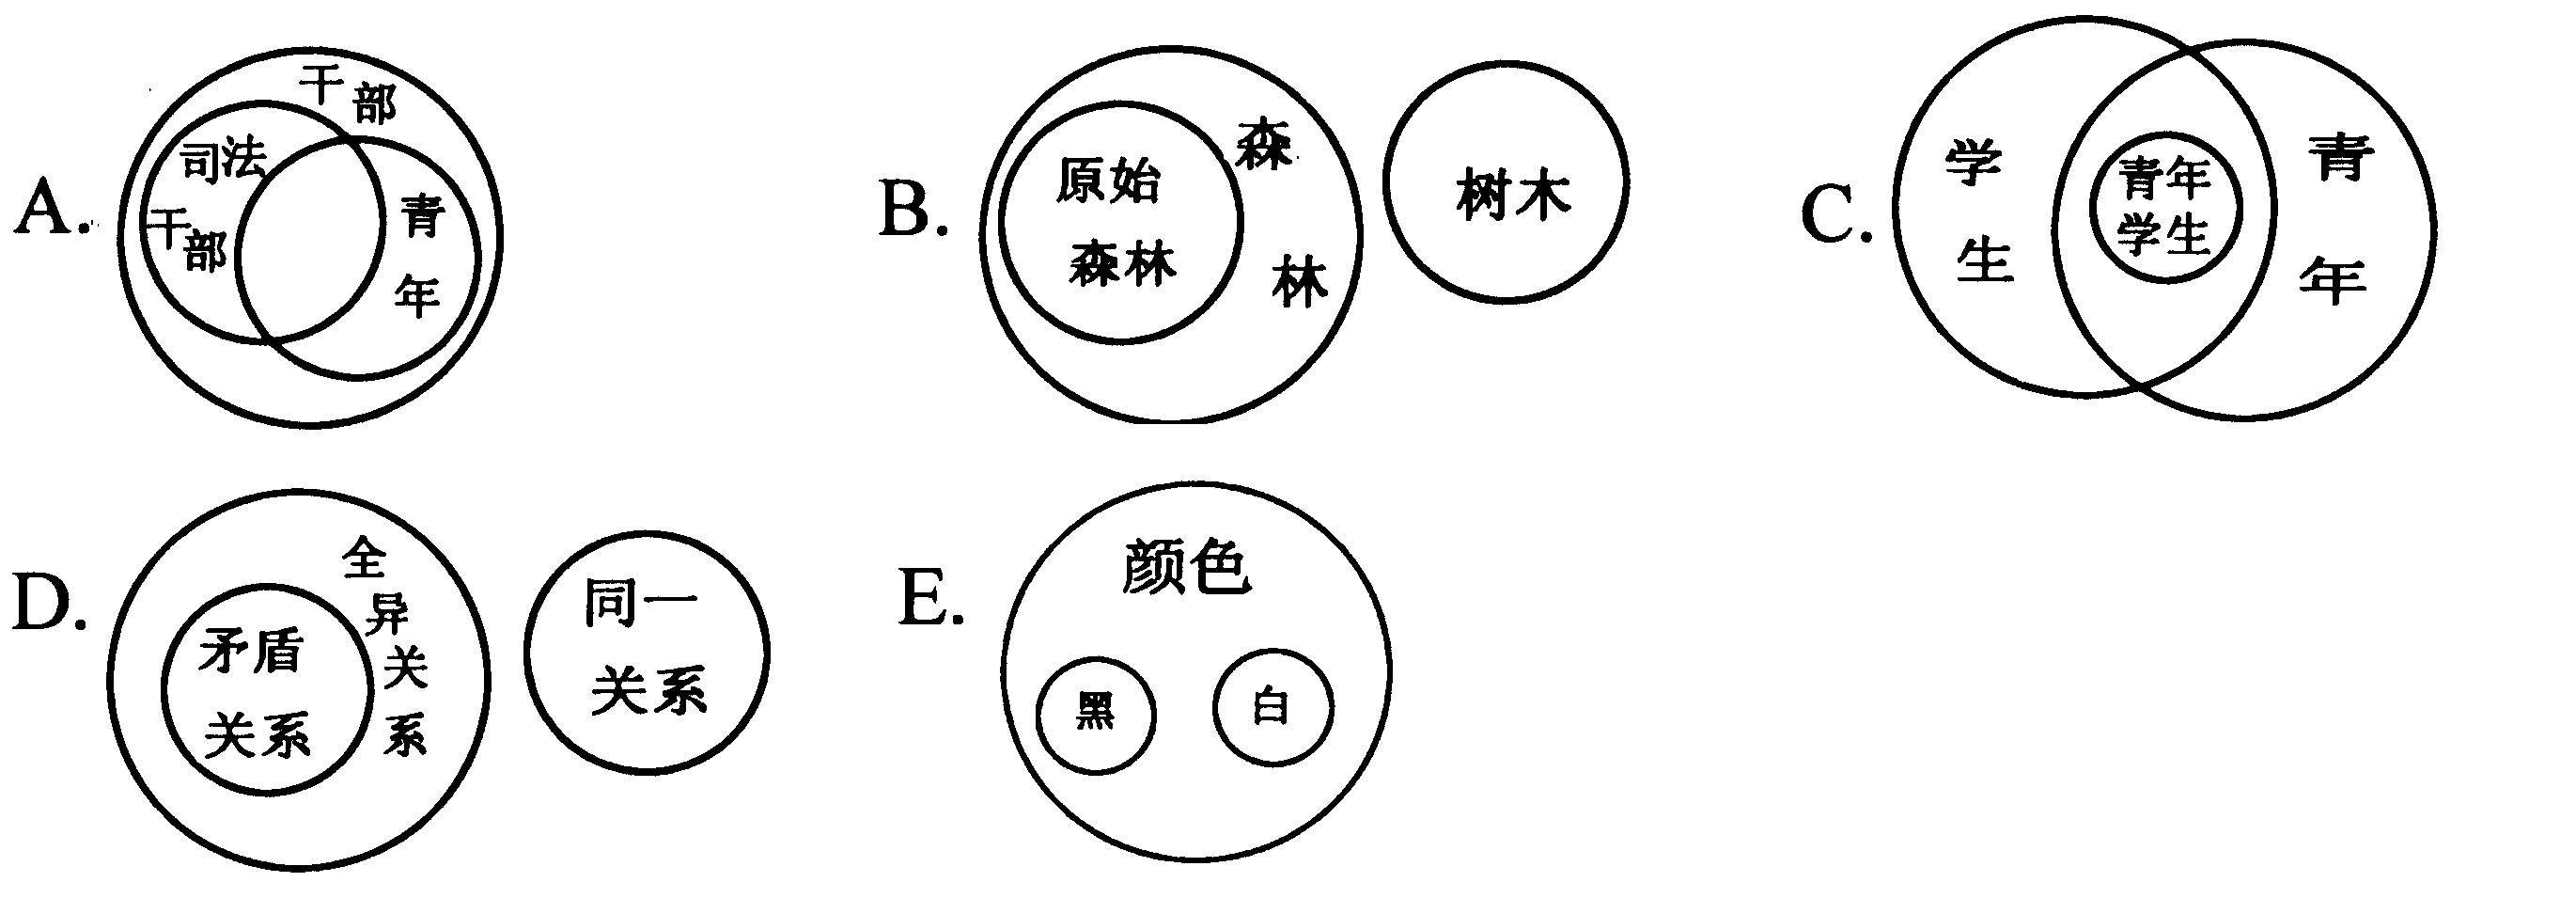 A.
干部
司法
干部
青年
B.
原始
森林
森林
树木
C.
学生
青年
学生
青年
D.
矛盾
关系
全异关系
同一
关系
E.
颜色
黑
白